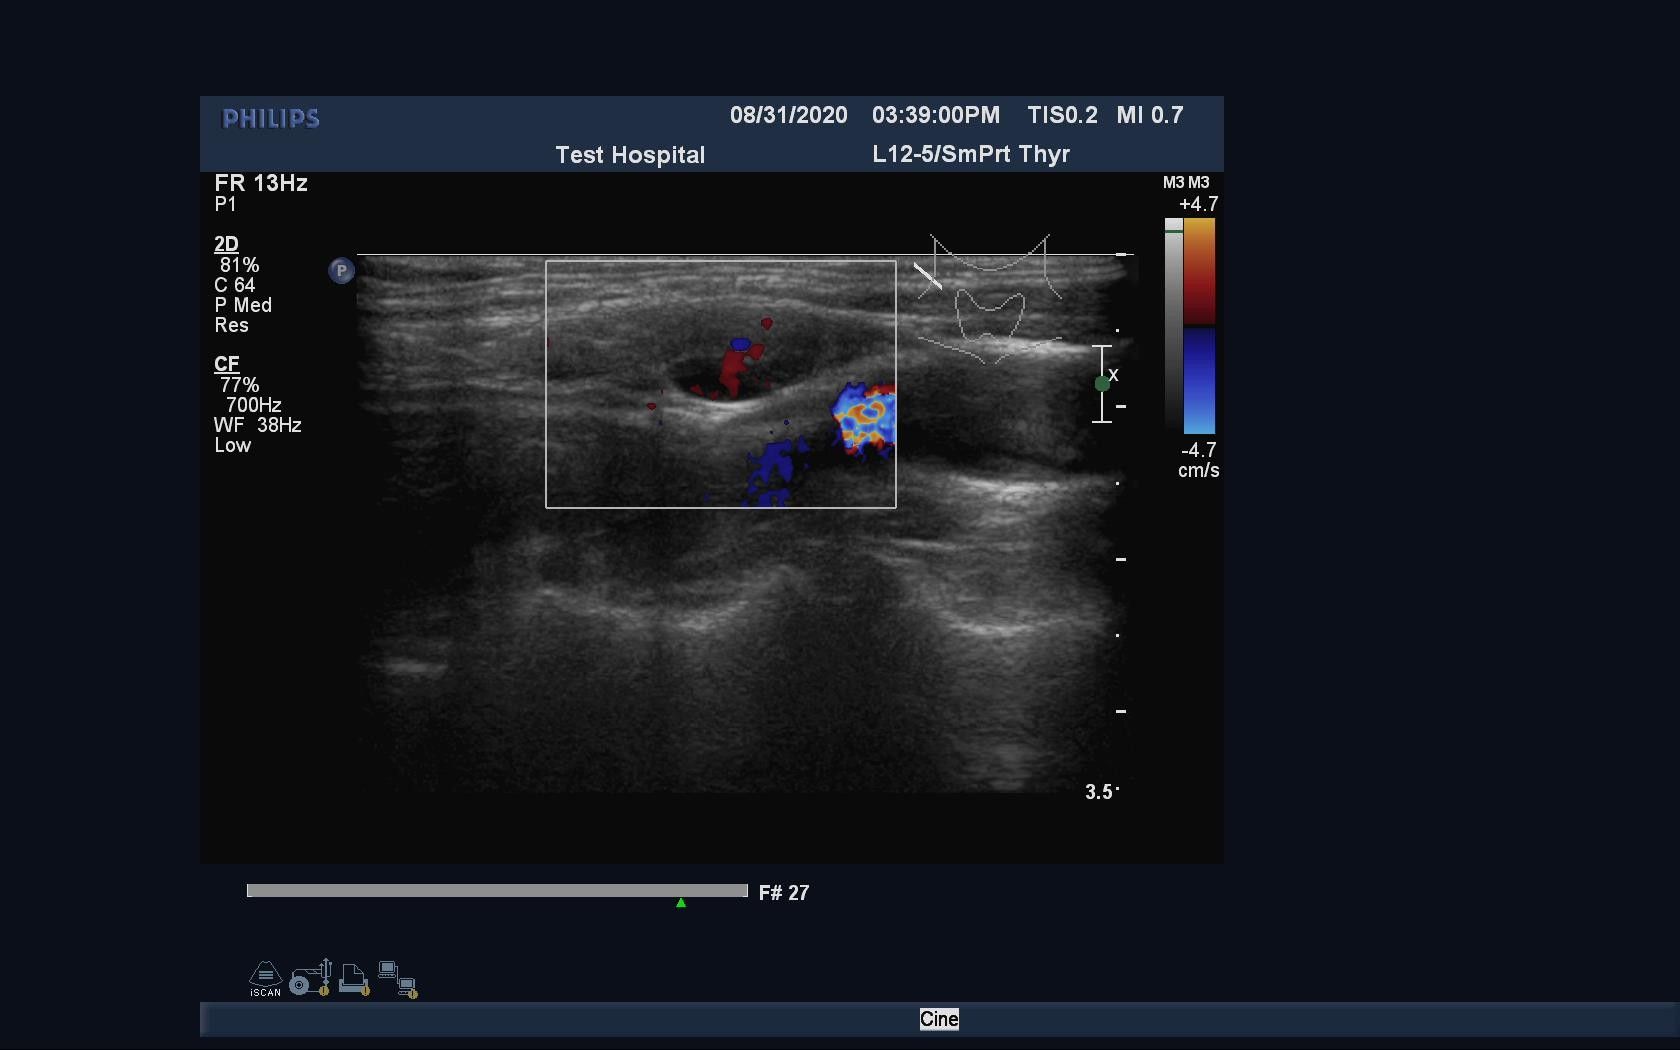 PHILIPS
08/31/2020 03:39:00PM TIS0.2 MI 0.7
Test Hospital L12-5/SmPrt Thyr
FR 13Hz
P1
2D
81%
C 64
P Med
Res
CF
77%
700Hz
WF 38Hz
Low
P
M3 M3
+4.7
X
-4.7
cm/s
3.5
F# 27
iSCAN
Cine